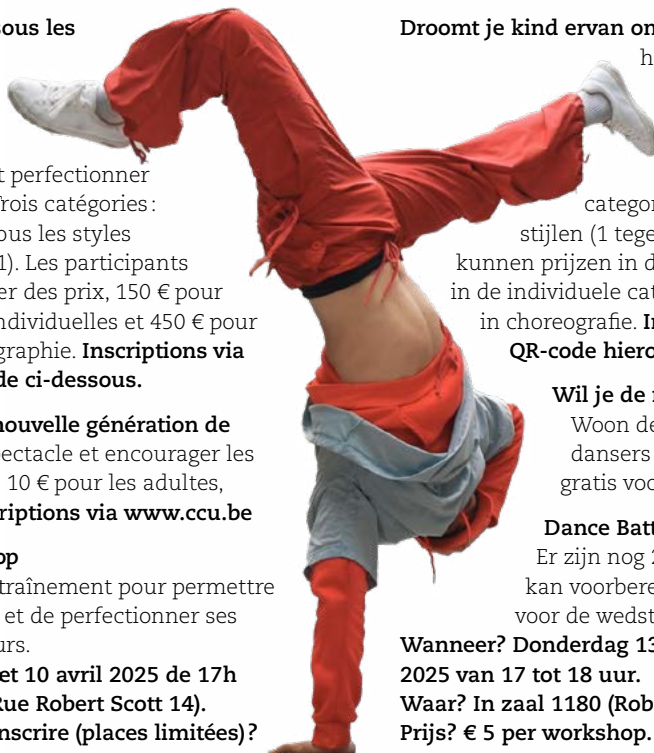 sous les
t perfectionner
Trois catégories :
ous les styles
1). Les participants
er des prix, 150 € pour
ndividuelles et 450 € pour
graphie. Inscriptions via
de ci-dessous.
nouvelle génération de
pectacle et encourager les
10 € pour les adultes,
riptions via www.ccu.be
op
traînement pour permettre
et de perfectionner ses
urs.
et 10 avril 2025 de 17h
Rue Robert Scott 14).
nscrire (places limitées) ?
Droomt je kind ervan on
h
categor
stijlen (1 tege
kunnen prijzen in d
in de individuele cat
in choreografie. In
QR-code hiero
Wil je de
Woon de
dansers
gratis voo
Dance Batt
Er zijn nog 2
kan voorbere
voor de wedst
Wanneer? Donderdag 13
2025 van 17 tot 18 uur.
Waar? In zaal 1180 (Rob
Prijs? € 5 per workshop.